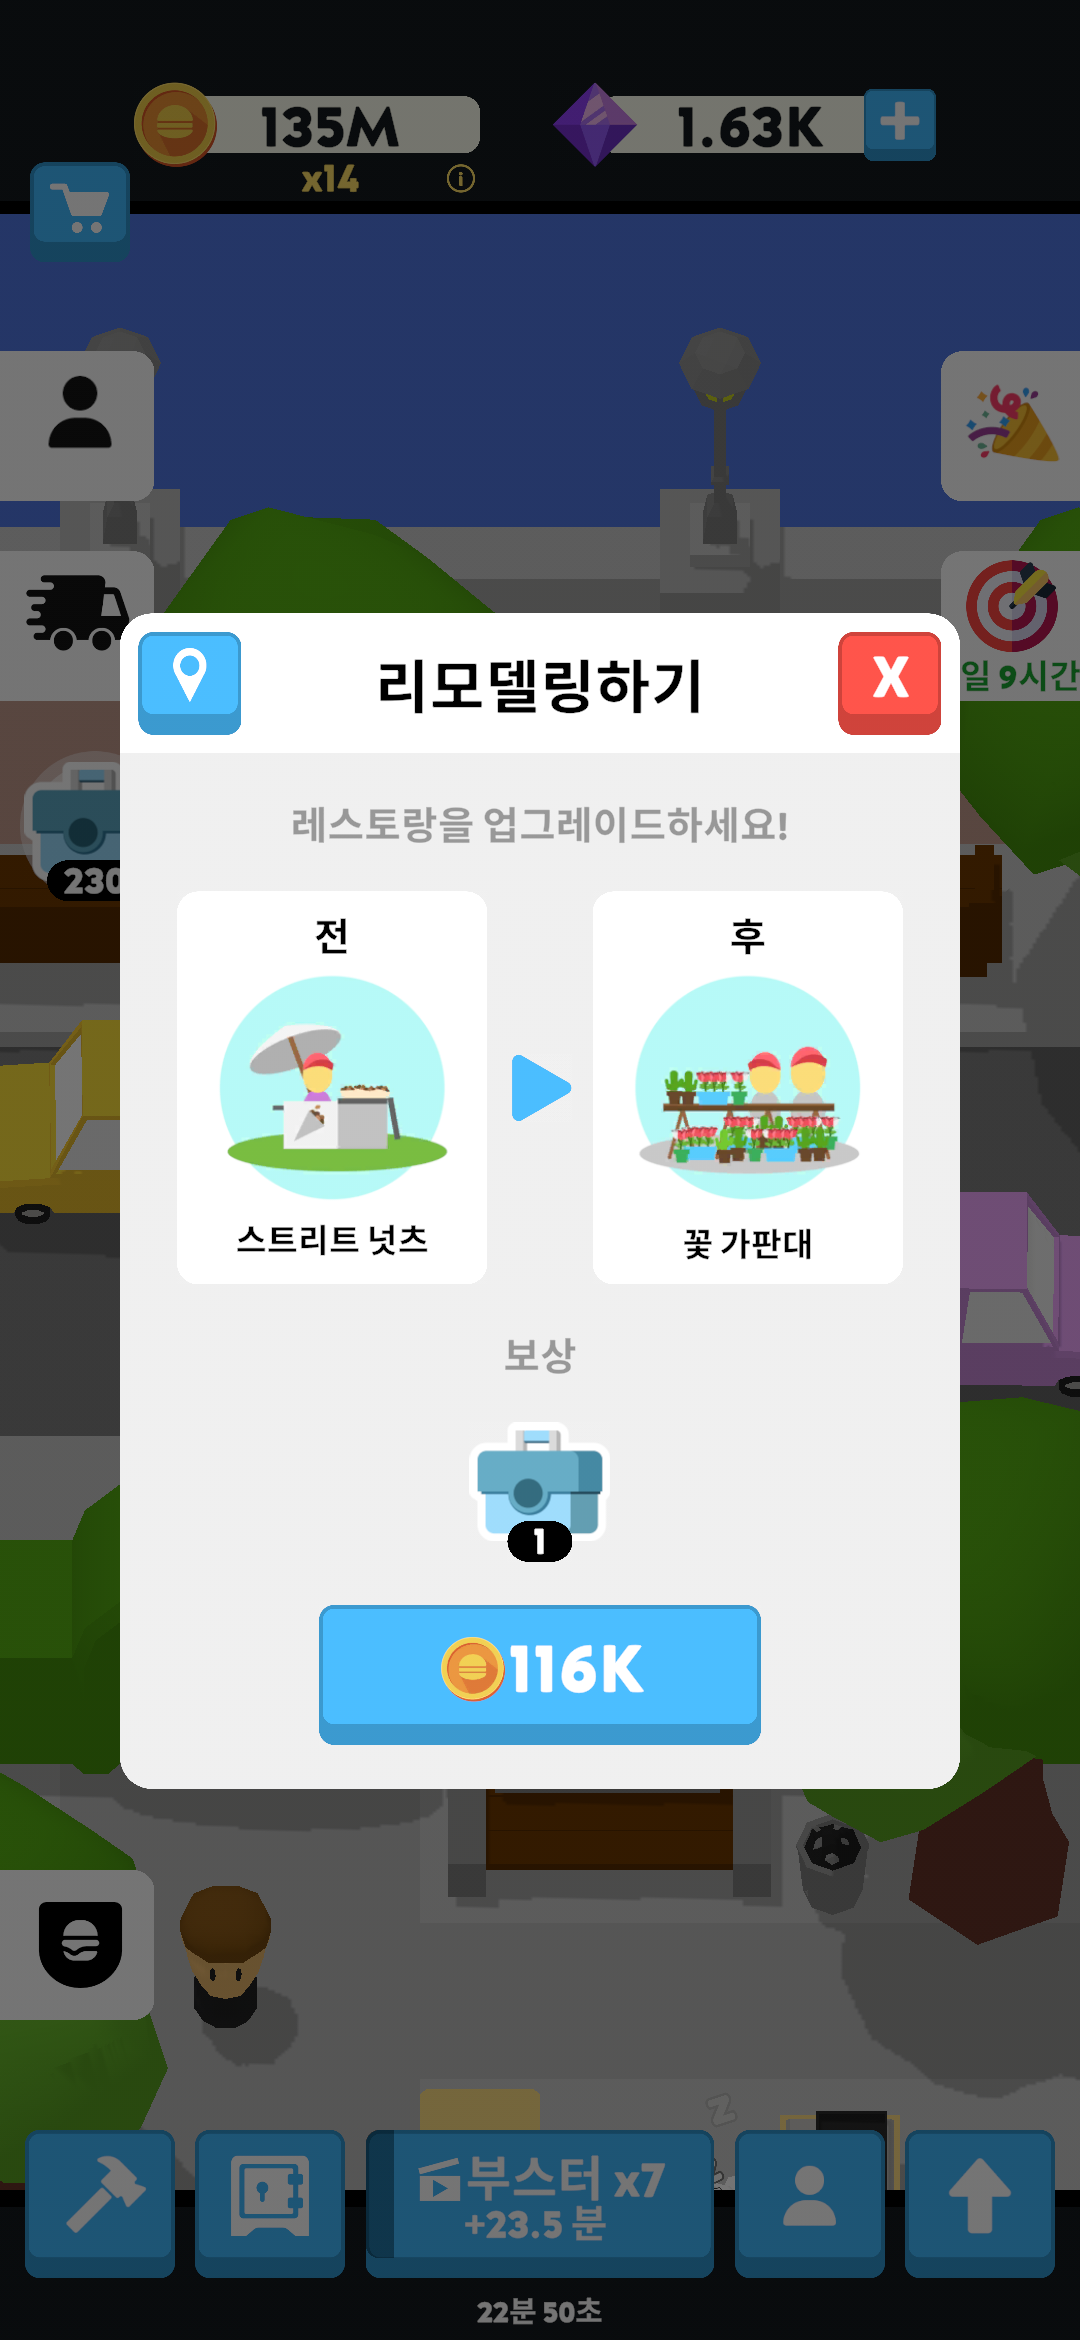 135M
1.63K
x14
일 9시간
리모델링하기
X
레스토랑을 업그레이드하세요!
230
전
후
스트리트 넛츠
꽃 가판대
보상
1
116K
Z
부스터 x7
+23.5 분
22분 50초